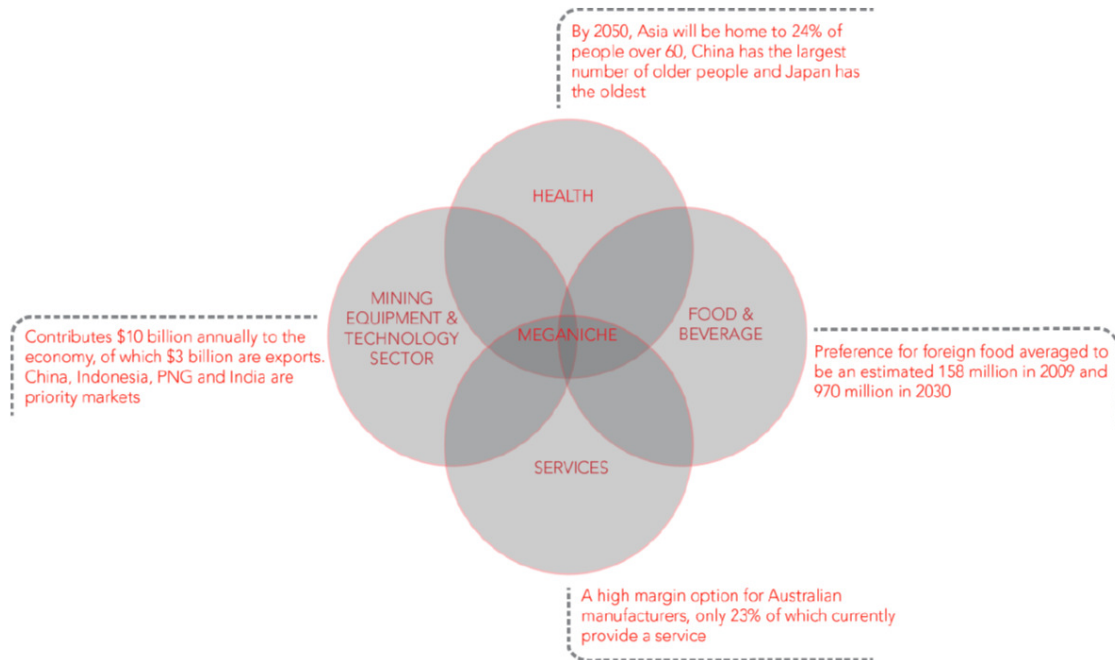 By 2050, Asia will be home to 24% of
people over 60, China has the largest
number of older people and Japan has
the oldest
HEALTH
MINING
EQUIPMENT &
TECHNOLOGY
SECTOR
MEGANICHE
FOOD &
BEVERAGE
Contributes $10 billion annually to the
economy, of which $3 billion are exports.
China, Indonesia, PNG and India are
priority markets
Preference for foreign food averaged to
be an estimated 158 million in 2009 and
970 million in 2030
SERVICES
A high margin option for Australian
manufacturers, only 23% of which currently
provide a service